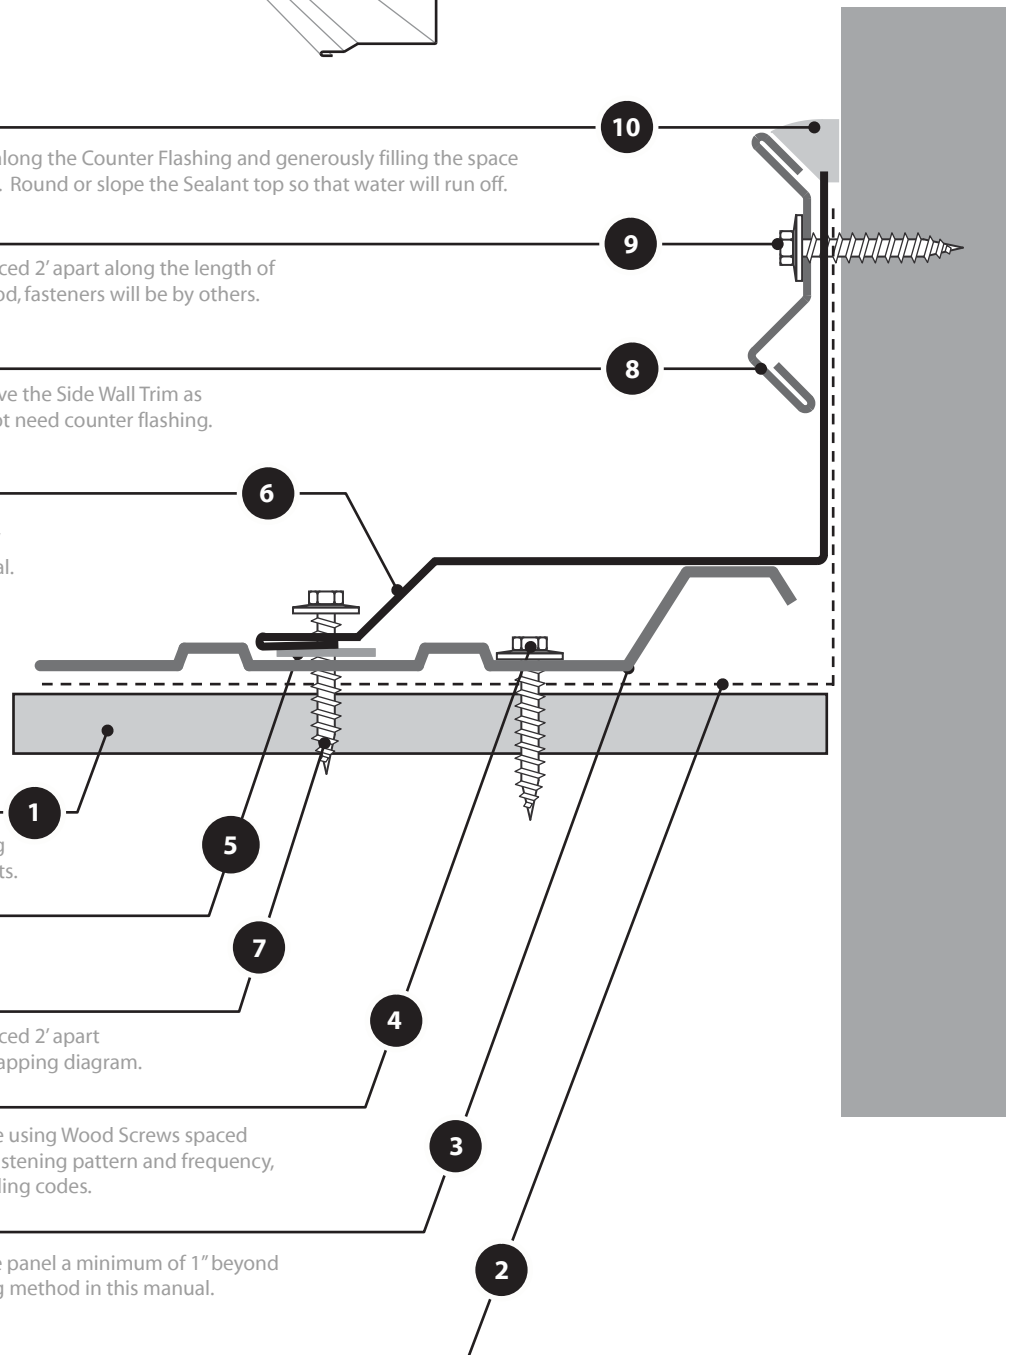 10
along the Counter Flashing and generously filling the space
. Round or slope the Sealant top so that water will run off.
9
ced 2' apart along the length of
od, fasteners will be by others.
8
ve the Side Wall Trim as
ot need counter flashing.
6
al.
1
g
ts.
5
7
ced 2' apart
apping diagram.
4
e using Wood Screws spaced
astening pattern and frequency,
ding codes.
3
e panel a minimum of 1" beyond
g method in this manual.
2